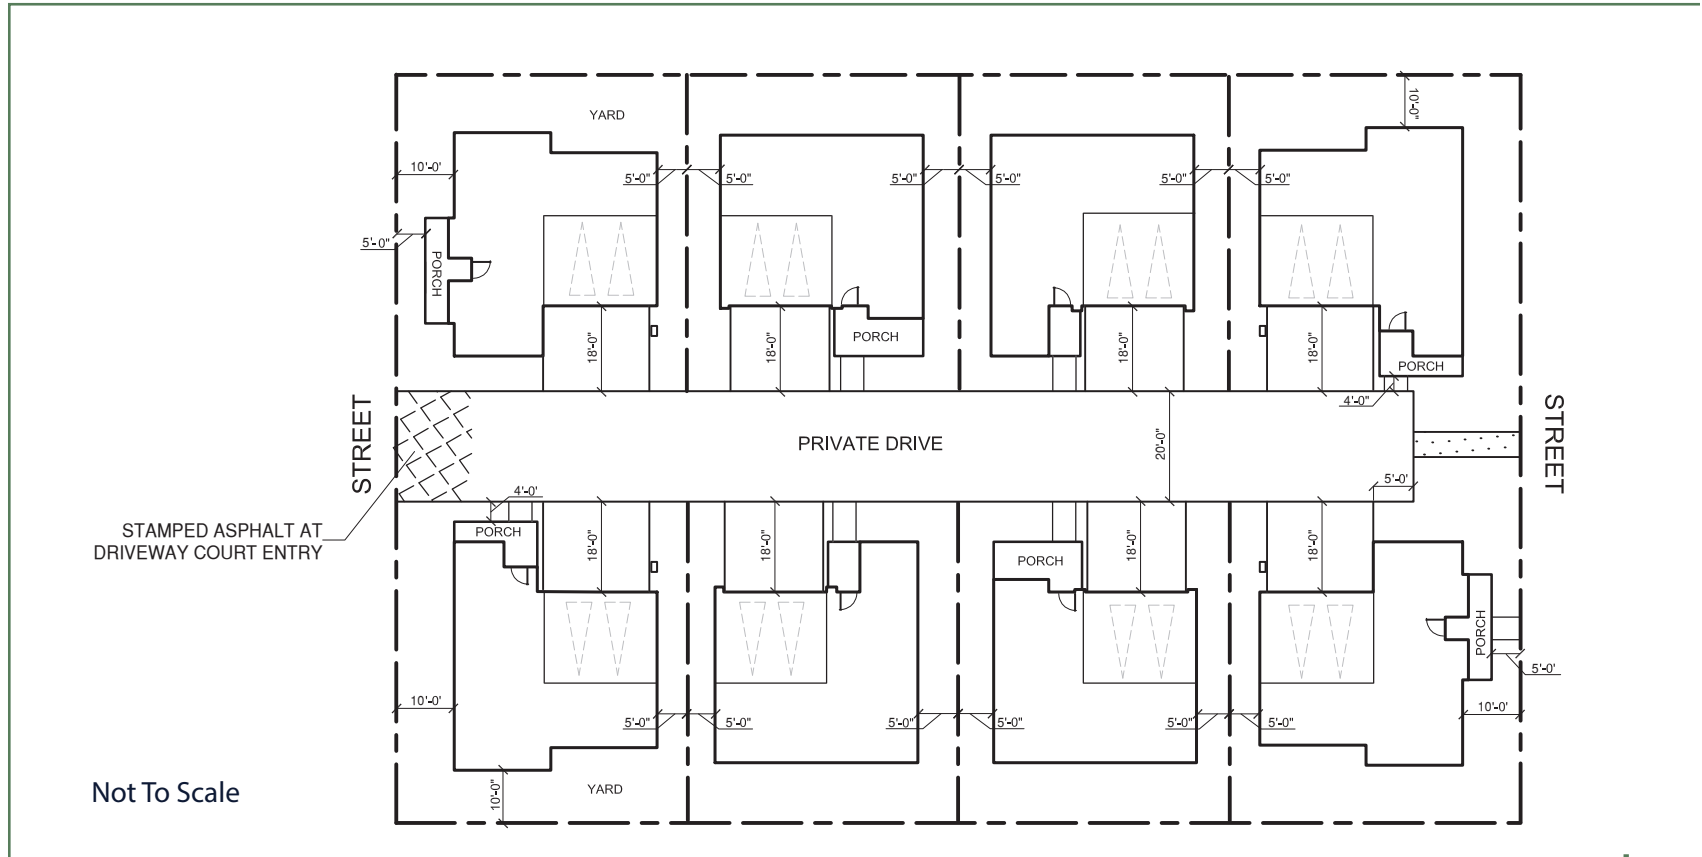 10'-0"
YARD
10'-0'
5'-0"
5'-0"
5'-0"
5'-0"
5'-0"
5'-0"
5'-0"
PORCH
18'-0"
18'-0"
PORCH
18'-0"
18'-0"
PORCH
4'-0"
STREET
PRIVATE DRIVE
20'-0"
STREET
5'-0'
4'-0'
STAMPED ASPHALT AT
DRIVEWAY COURT ENTRY
PORCH
18'-0"
18'-0"
PORCH
18'-0"
18'-0"
PORCH
5'-0'
10'-0'
5'-0"
5'-0"
5'-0"
5'-0"
5'-0"
5'-0"
10'-0'
Not To Scale
10'-0"
YARD